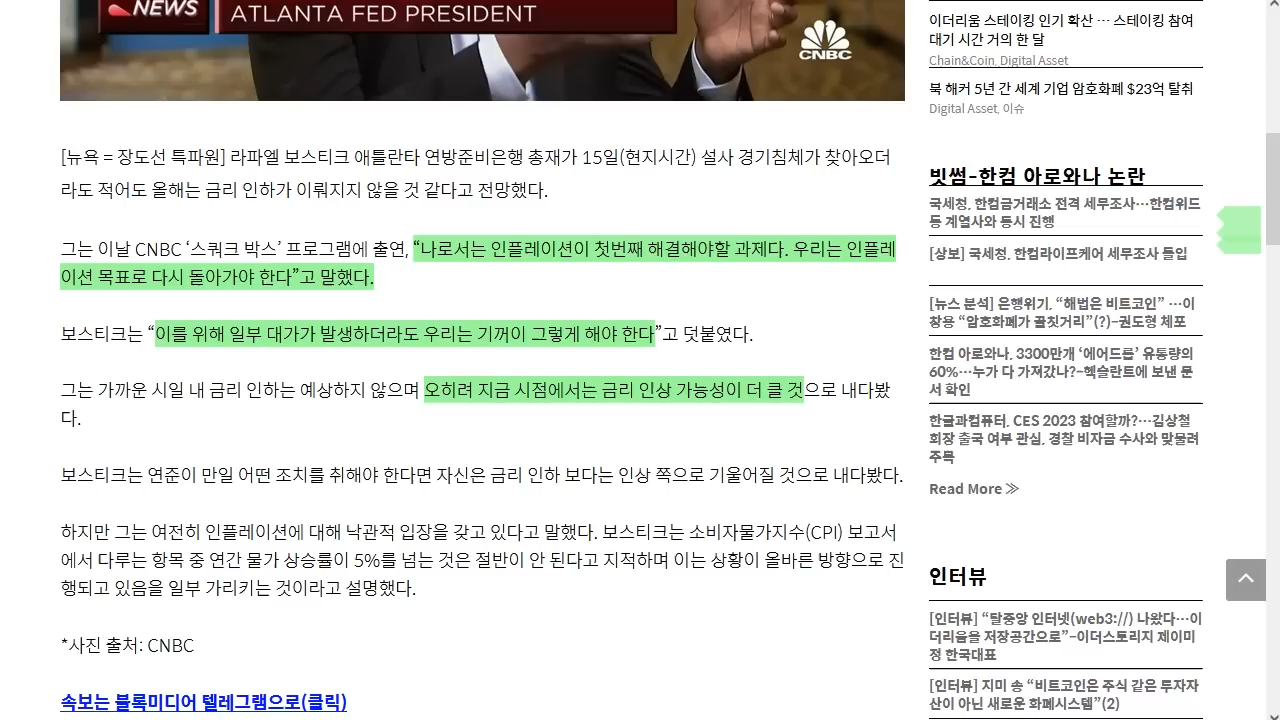 NEWS
ATLANTA FED PRESIDENT
CNBC
[뉴욕 = 장도선 특파원] 라파엘 보스티크 애틀란타 연방준비은행 총재가 15일(현지시간) 설사 경기침체가 찾아오더
라도 적어도 올해는 금리 인하가 이뤄지지 않을 것 같다고 전망했다.
그는 이날 CNBC ‘스쿼크 박스’ 프로그램에 출연, “나로서는 인플레이션이 첫번째 해결해야할 과제다. 우리는 인플레
이션 목표로 다시 돌아가야 한다”고 말했다.
보스티크는 “이를 위해 일부 대가가 발생하더라도 우리는 기꺼이 그렇게 해야 한다”고 덧붙였다.
그는 가까운 시일 내 금리 인하는 예상하지 않으며 오히려 지금 시점에서는 금리 인상 가능성이 더 클 것으로 내다봤
다.
보스티크는 연준이 만일 어떤 조치를 취해야 한다면 자신은 금리 인하 보다는 인상 쪽으로 기울어질 것으로 내다봤다.
하지만 그는 여전히 인플레이션에 대해 낙관적 입장을 갖고 있다고 말했다. 보스티크는 소비자물가지수(CPI) 보고서
에서 다루는 항목 중 연간 물가 상승률이 5%를 넘는 것은 절반이 안 된다고 지적하며 이는 상황이 올바른 방향으로 진
행되고 있음을 일부 가리키는 것이라고 설명했다.
*사진 출처: CNBC
속보는 블록미디어 텔레그램으로(클릭)
이더리움 스테이킹 인기 확산 … 스테이킹 참여
대기 시간 거의 한 달
Chain&Coin, Digital Asset
북 해커 5년 간 세계 기업 암호화폐 $23억 탈취
Digital Asset, 이슈
빗썸-한컴 아로와나 논란
국세청, 한컴금거래소 전격 세무조사…한컴위드
등 계열사와 동시 진행
[상보] 국세청, 한컴라이프케어 세무조사 돌입
[뉴스 분석] 은행위기, “해법은 비트코인” …이
창용 “암호화폐가 골칫거리”(?)–권도형 체포
한컴 아로와나, 3300만개 ‘에어드롭’ 유통량의
60%…누가 다 가져갔나?–헥슬란트에 보낸 문
서 확인
한글과컴퓨터, CES 2023 참여할까?…김상철
회장 출국 여부 관심, 경찰 비자금 수사와 맞물려
주목
Read More ≫
인터뷰
[인터뷰] “탈중앙 인터넷(web3://) 나왔다…이
더리움을 저장공간으로”–이더스토리지 제이미
정 한국대표
[인터뷰] 지미 송 “비트코인은 주식 같은 투자자
산이 아닌 새로운 화폐시스템”(2)